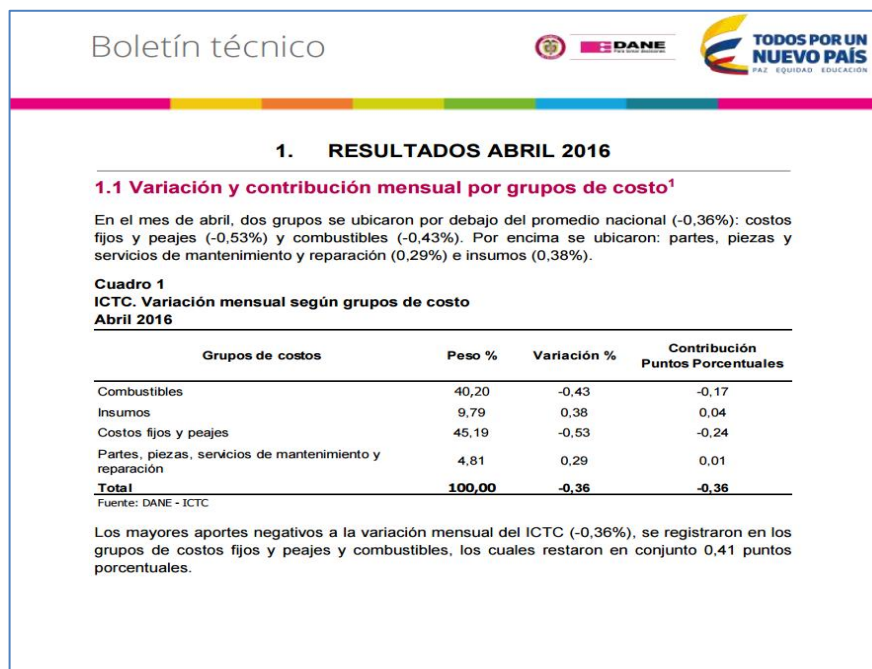 Boletín técnico
DANE
Para tomar decisiones
TODOS POR UN
NUEVO PAÍS
PAZ EQUIDAD EDUCACIÓN
1. RESULTADOS ABRIL 2016
1.1 Variación y contribución mensual por grupos de costo¹
En el mes de abril, dos grupos se ubicaron por debajo del promedio nacional (-0,36%): costos
fijos y peajes (-0,53%) y combustibles (-0,43%). Por encima se ubicaron: partes, piezas y
servicios de mantenimiento y reparación (0,29%) e insumos (0,38%).
Cuadro 1
ICTC. Variación mensual según grupos de costo
Abril 2016
Grupos de costos Peso % Variación % Contribución
Puntos Porcentuales
Combustibles 40,20 -0,43 -0,17
Insumos 9,79 0,38 0,04
Costos fijos y peajes 45,19 -0,53 -0,24
Partes, piezas, servicios de mantenimiento y
reparación 4,81 0,29 0,01
Total 100,00 -0,36 -0,36
Fuente: DANE - ICTC
Los mayores aportes negativos a la variación mensual del ICTC (-0,36%), se registraron en los
grupos de costos fijos y peajes y combustibles, los cuales restaron en conjunto 0,41 puntos
porcentuales.